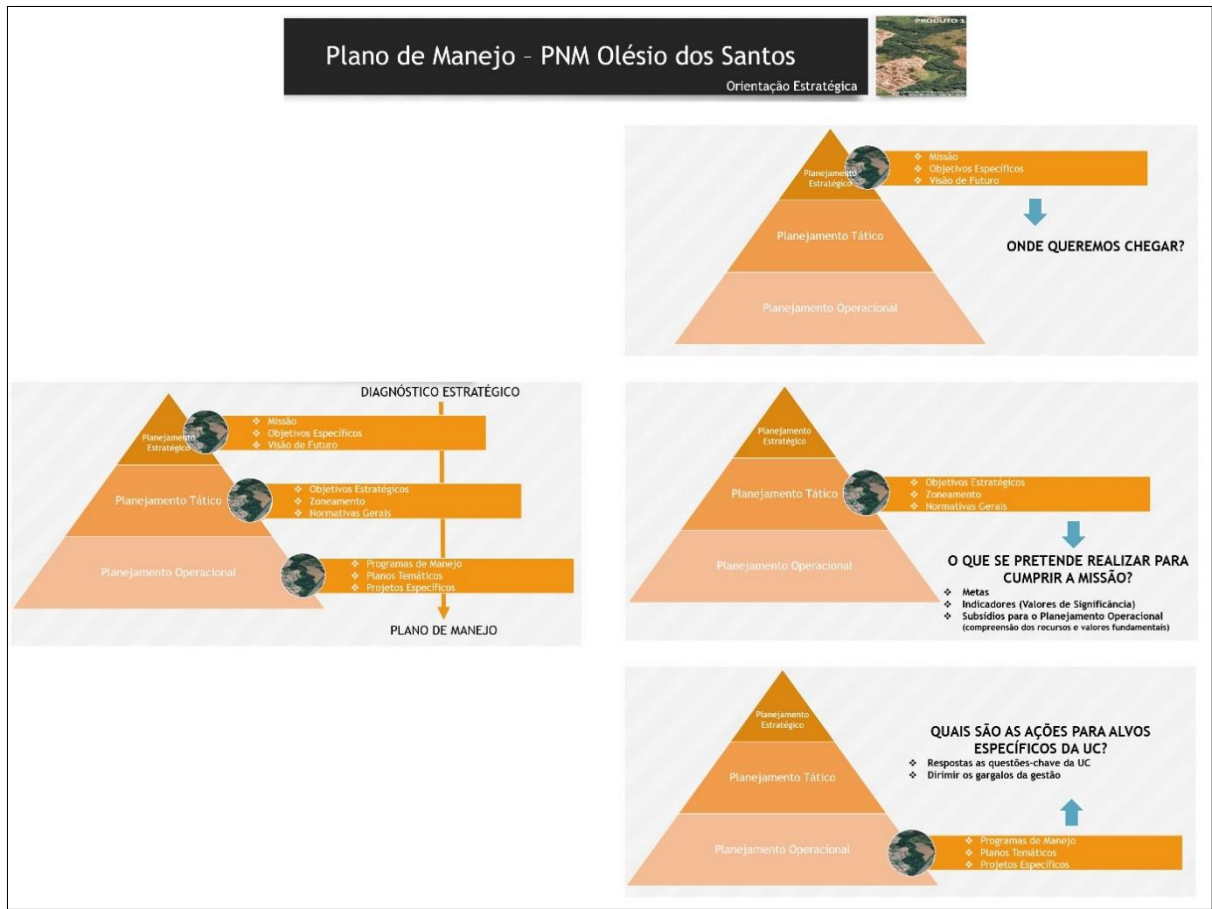 Plano de Manejo – PNM Olésio dos Santos
Orientação Estratégica
PRODUTO 1
Planejamento
Estratégico
❖ Missão
❖ Objetivos Específicos
❖ Visão de Futuro
ONDE QUEREMOS CHEGAR?
Planejamento Tático
Planejamento Operacional
DIAGNÓSTICO ESTRATÉGICO
Planejamento
Estratégico
❖ Missão
❖ Objetivos Específicos
❖ Visão de Futuro
Planejamento Tático
❖ Objetivos Estratégicos
❖ Zoneamento
❖ Normativas Gerais
Planejamento Operacional
❖ Programas de Manejo
❖ Planos Temáticos
❖ Projetos Específicos
PLANO DE MANEJO
Planejamento
Estratégico
Planejamento Tático
❖ Objetivos Estratégicos
❖ Zoneamento
❖ Normativas Gerais
Planejamento Operacional
O QUE SE PRETENDE REALIZAR PARA
CUMPRIR A MISSÃO?
❖ Metas
❖ Indicadores (Valores de Significância)
❖ Subsídios para o Planejamento Operacional
(compreensão dos recursos e valores fundamentais)
Planejamento
Estratégico
Planejamento Tático
QUAIS SÃO AS AÇÕES PARA ALVOS
ESPECÍFICOS DA UC?
❖ Respostas as questões-chave da UC
❖ Dirimir os gargalos da gestão
Planejamento Operacional
❖ Programas de Manejo
❖ Planos Temáticos
❖ Projetos Específicos